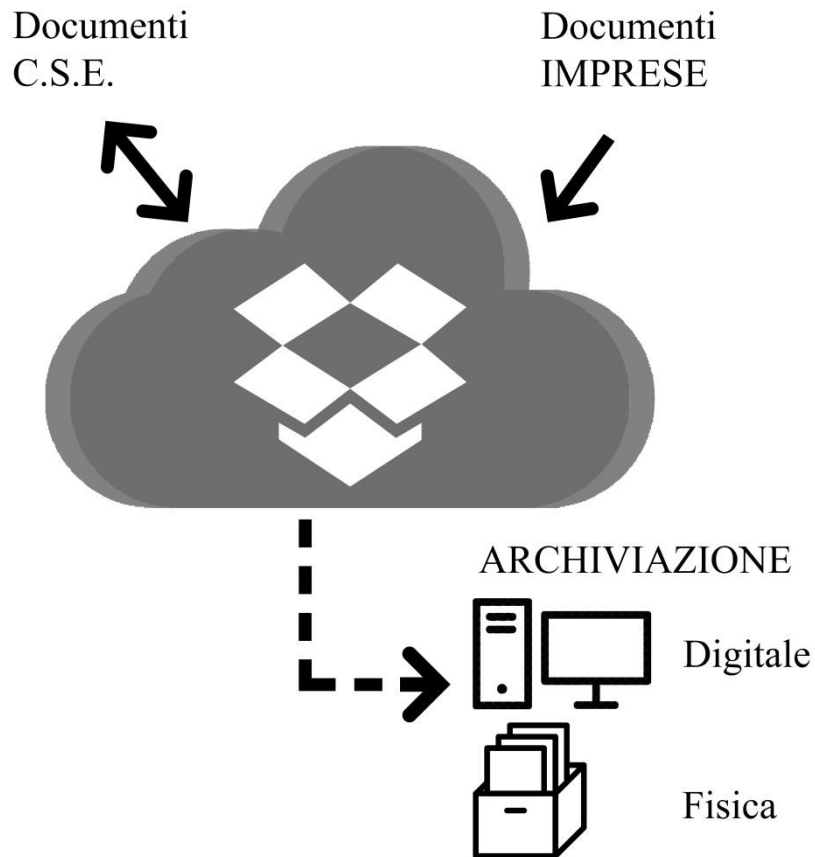 Documenti
C.S.E.
Documenti
IMPRESE
ARCHIVIAZIONE
Digitale
Fisica